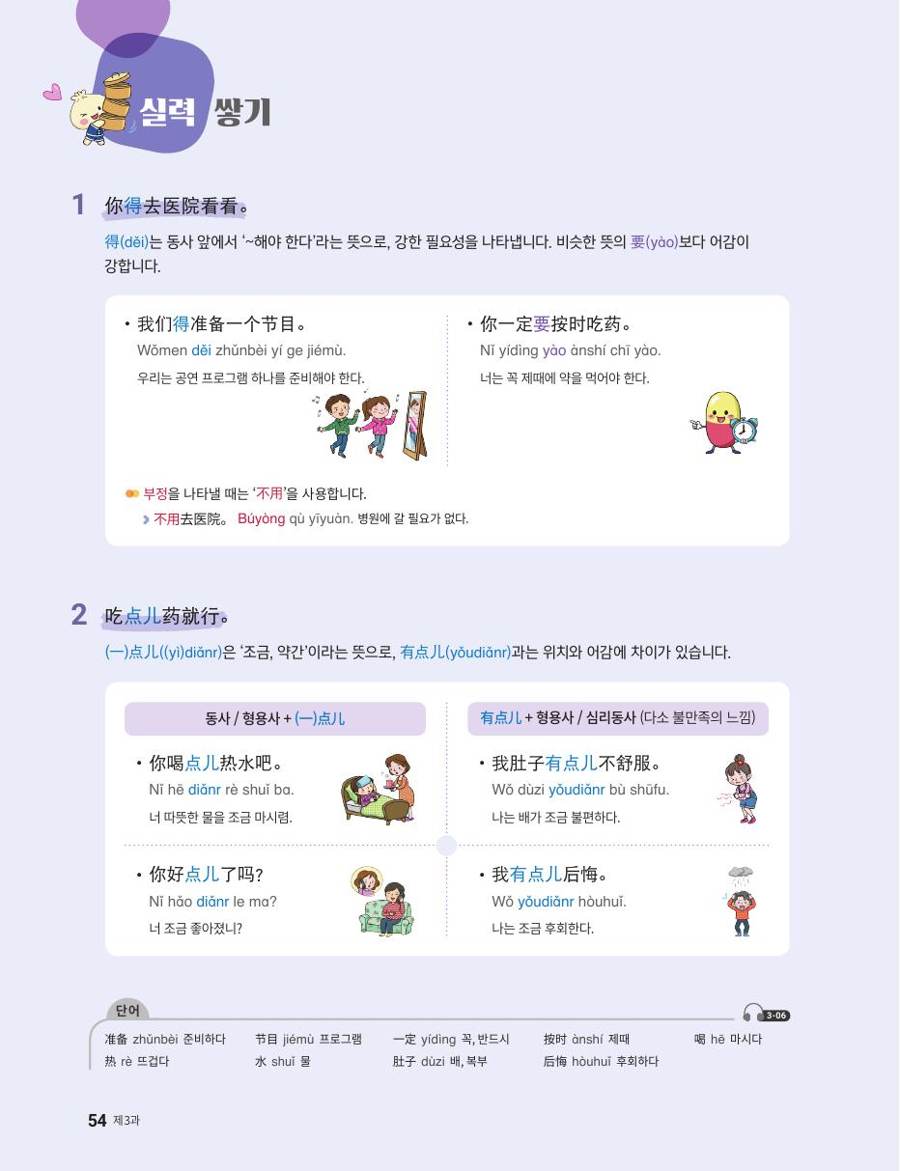 실력 쌓기
1 你得去医院看看。
得(děi)는 동사 앞에서 ‘~해야 한다’라는 뜻으로, 강한 필요성을 나타냅니다. 비슷한 뜻의 要(yào)보다 어감이
강합니다.
• 我们得准备一个节目。
Wǒmen děi zhǔnbèi yí ge jiémù.
우리는 공연 프로그램 하나를 준비해야 한다.
• 你一定要按时吃药。
Nǐ yídìng yào ànshí chī yào.
너는 꼭 제때에 약을 먹어야 한다.
부정을 나타낼 때는 ‘不用’을 사용합니다.
不用去医院。 Búyòng qù yīyuàn. 병원에 갈 필요가 없다.
2 吃点儿药就行。
(一)点儿((yì)diǎnr)은 ‘조금, 약간’이라는 뜻으로, 有点儿(yǒudiǎnr)과는 위치와 어감에 차이가 있습니다.
동사 / 형용사 + (一)点儿
• 你喝点儿热水吧。
Nǐ hē diǎnr rè shuǐ ba.
너 따뜻한 물을 조금 마시렴.
• 你好点儿了吗?
Nǐ hǎo diǎnr le ma?
너 조금 좋아졌니?
有点儿 + 형용사 / 심리동사 (다소 불만족의 느낌)
• 我肚子有点儿不舒服。
Wǒ dùzi yǒudiǎnr bù shūfu.
나는 배가 조금 불편하다.
• 我有点儿后悔。
Wǒ yǒudiǎnr hòuhuǐ.
나는 조금 후회한다.
단어
3-06
准备 zhǔnbèi 준비하다 节目 jiémù 프로그램 一定 yídìng 꼭, 반드시 按时 ànshí 제때 喝 hē 마시다
热 rè 뜨겁다 水 shuǐ 물 肚子 dùzi 배, 복부 后悔 hòuhuǐ 후회하다
54 제3과